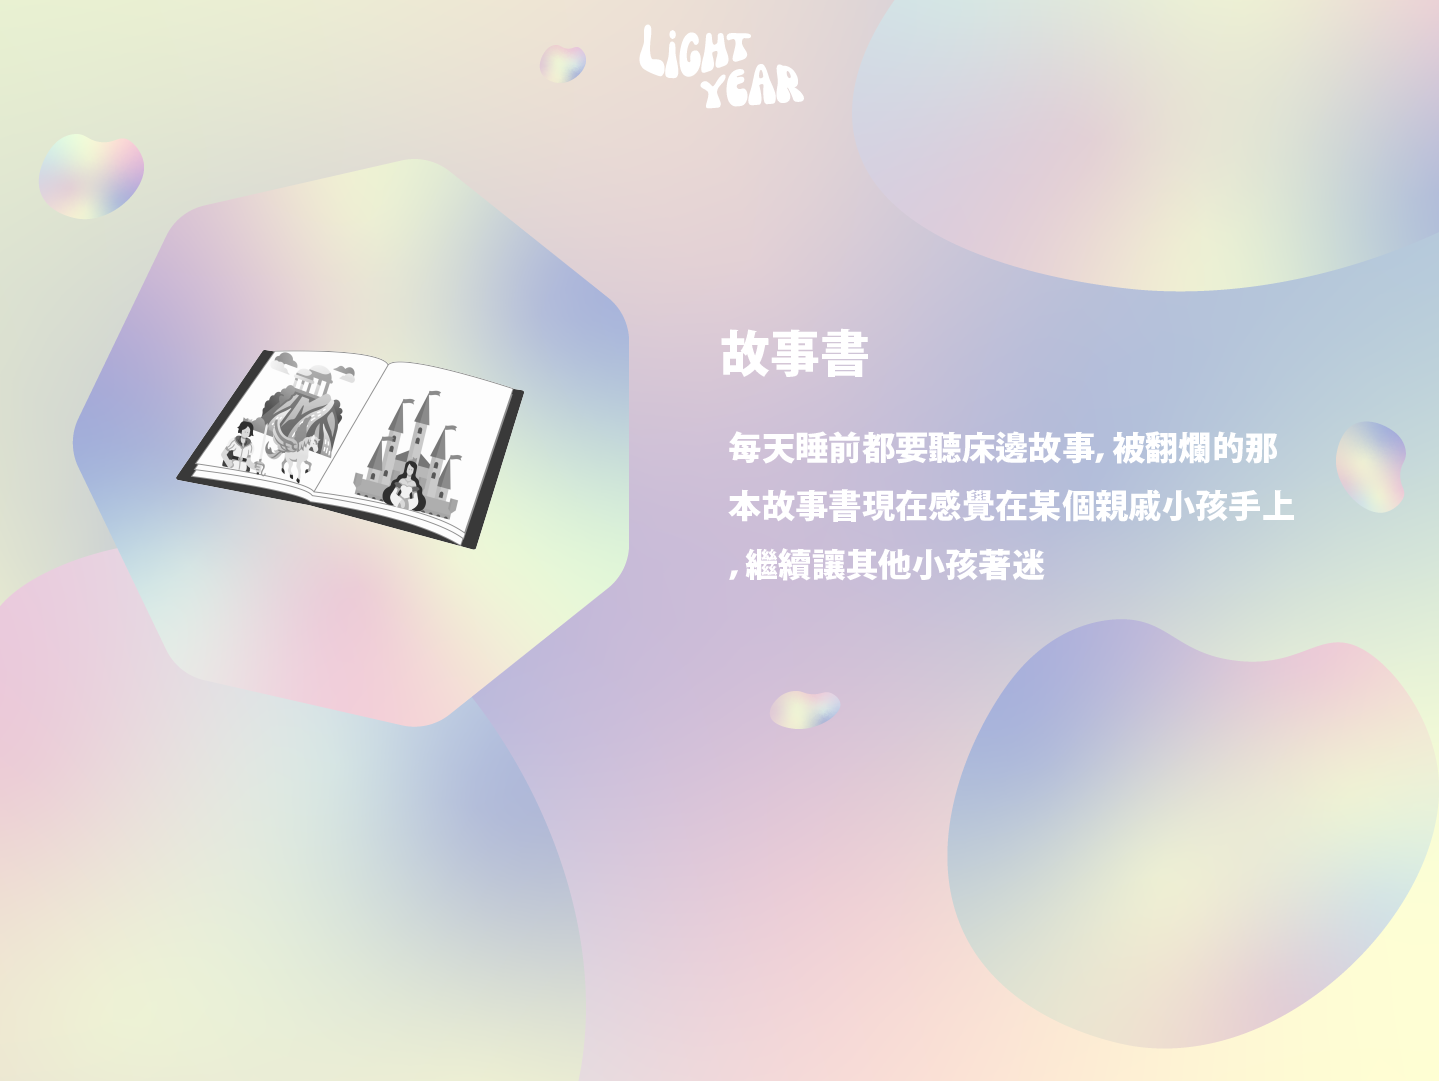 LiGHT
YEAR
故事書
每天睡前都要聽床邊故事, 被翻爛的那
本故事書現在感覺在某個親戚小孩手上
, 繼續讓其他小孩著迷